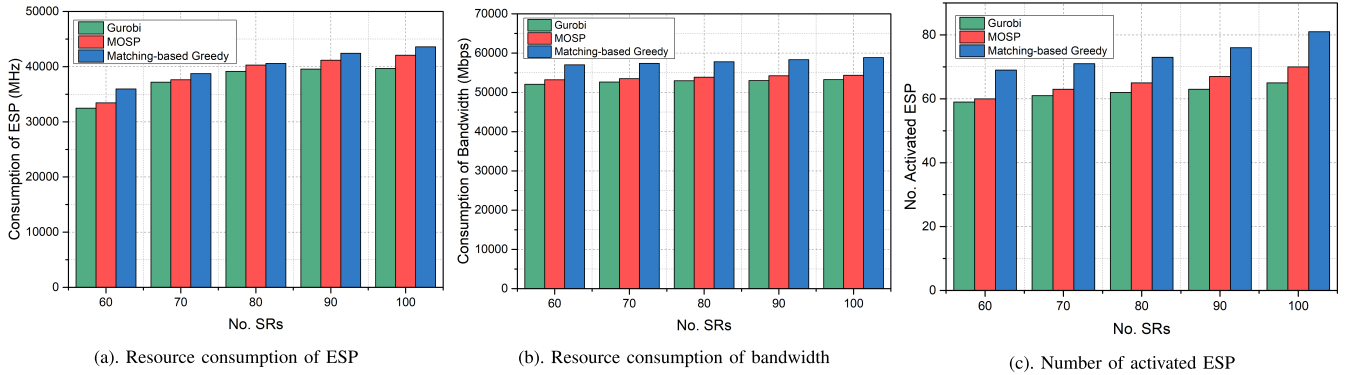 50000
40000
30000
20000
10000
0
Consumption of ESP (MHz)
Gurobi
MOSP
Matching-based Greedy
60 70 80 90 100
No. SRs
(a). Resource consumption of ESP
70000
60000
50000
40000
30000
20000
10000
0
Consumption of Bandwidth (Mbps)
Gurobi
MOSP
Matching-based Greedy
60 70 80 90 100
No. SRs
(b). Resource consumption of bandwidth
80
60
40
20
0
No. Activated ESP
Gurobi
MOSP
Matching-based Greedy
60 70 80 90 100
No. SRs
(c). Number of activated ESP